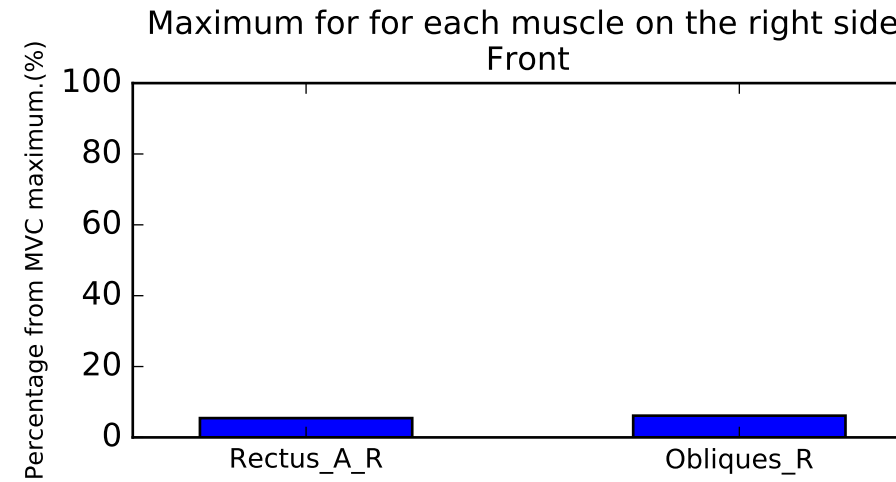 Maximum for for each muscle on the right side
Front
Percentage from MVC maximum.(%)
100
80
60
40
20
0
Rectus_A_R
Obliques_R